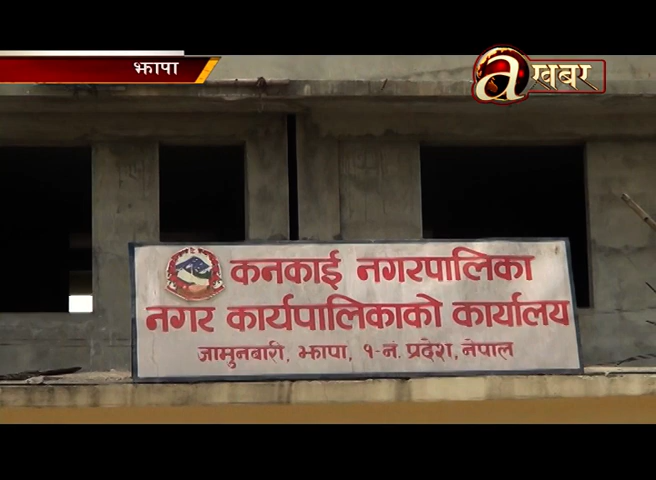 झापा
a खबर
कनकाई नगरपालिका
नगर कार्यपालिकाको कार्यालय
जामुनबारी, झापा, १-नं. प्रदेश, नेपाल